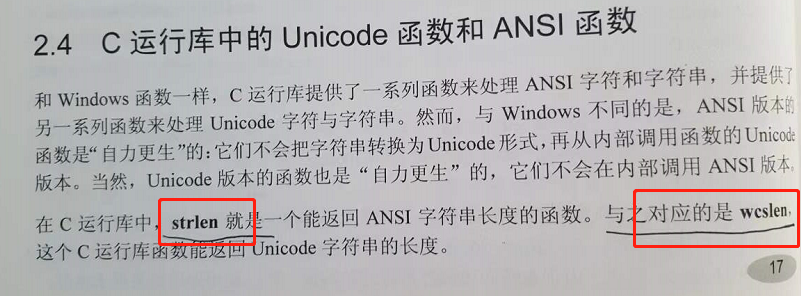 2.4 C 运行库中的 Unicode 函数和 ANSI 函数
和 Windows 函数一样，C 运行库提供了一系列函数来处理 ANSI 字符和字符串，并提供了
另一系列函数来处理 Unicode 字符与字符串。然而，与 Windows 不同的是，ANSI 版本的
函数是“自力更生”的：它们不会把字符串转换为 Unicode 形式，再从内部调用函数的 Unicode
版本。当然，Unicode 版本的函数也是“自力更生”的，它们不会在内部调用 ANSI 版本。
在 C 运行库中，strlen 就是一个能返回 ANSI 字符串长度的函数。与之对应的是 wcslen，
这个 C 运行库函数能返回 Unicode 字符串的长度。
17